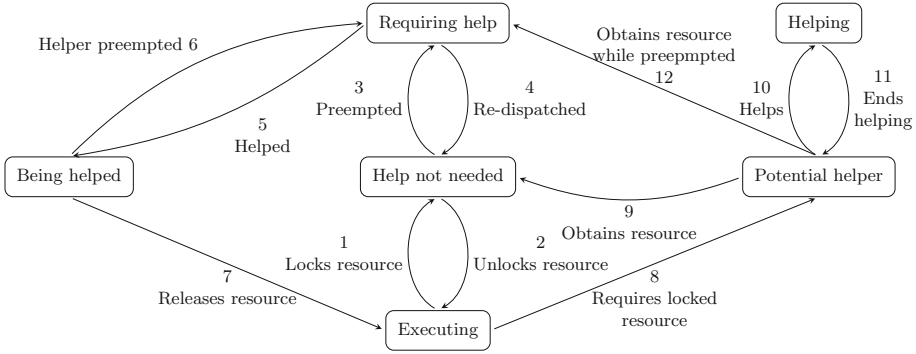 Requiring help
Helping
Helper preempted 6
Obtains resource
while preepmpted
12
3
Preempted
4
Re-dispatched
10
Helps
11
Ends
helping
5
Helped
Being helped
Help not needed
Potential helper
9
Obtains resource
1
Locks resource
2
Unlocks resource
7
Releases resource
8
Requires locked
resource
Executing